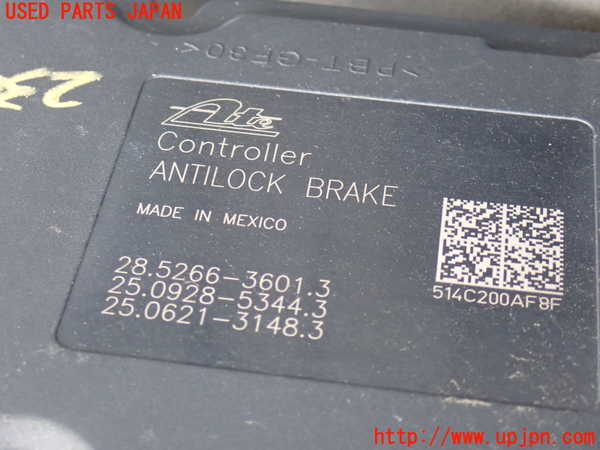 USED PARTS JAPAN
>PBT-GF30<
23
Ate
Controller
ANTILOCK BRAKE
MADE IN MEXICO
28.5266-3601.3
25.0928-5344.3
25.0621-3148.3
514C200AF8F
http://www.upjpn.com/